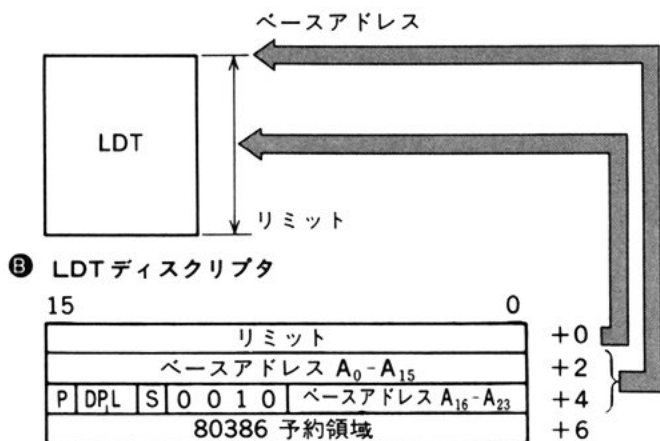 ベースアドレス
LDT
リミット
B LDTディスクリプタ
15 0
リミット +0
ベースアドレス A₀-A₁₅ +2
P DPL S 0 0 1 0 ベースアドレス A₁₆-A₂₃ +4
80386 予約領域 +6